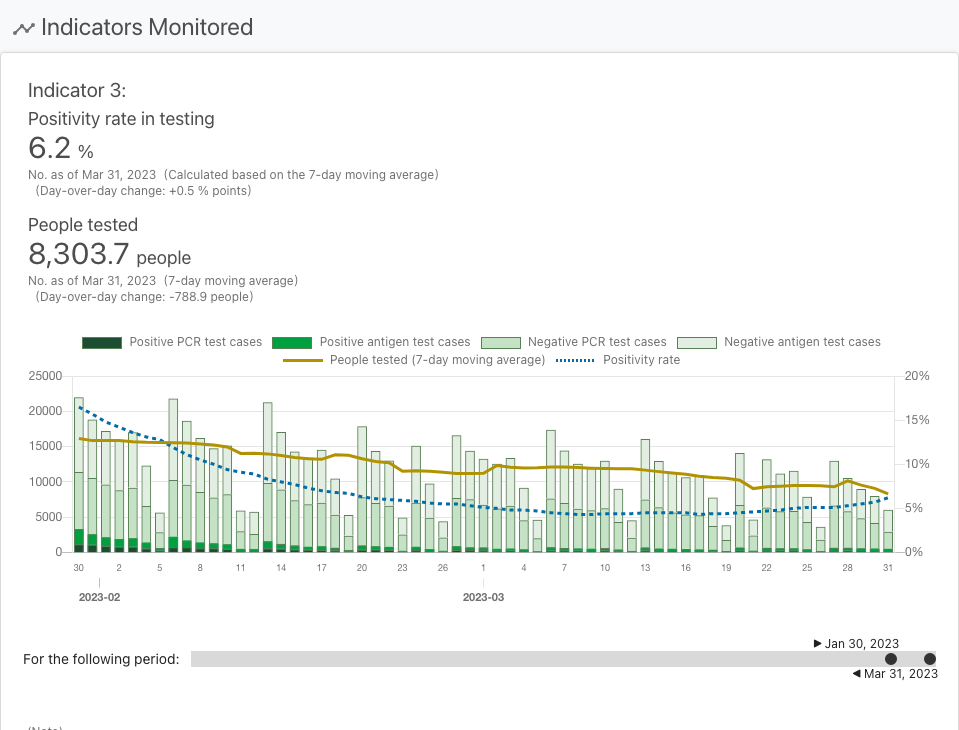 Indicators Monitored
Indicator 3:
Positivity rate in testing
6.2 %
No. as of Mar 31, 2023 (Calculated based on the 7-day moving average)
(Day-over-day change: +0.5 % points)
People tested
8,303.7 people
No. as of Mar 31, 2023 (7-day moving average)
(Day-over-day change: -788.9 people)
Positive PCR test cases Positive antigen test cases Negative PCR test cases Negative antigen test cases
People tested (7-day moving average) Positivity rate
25000 20%
20000 15%
15000
10000 10%
5000 5%
0 0%
30 2 5 8 11 14 17 20 23 26 1 4 7 10 13 16 19 22 25 28 31
2023-02 2023-03
Jan 30, 2023
For the following period:
Mar 31, 2023
(Note)